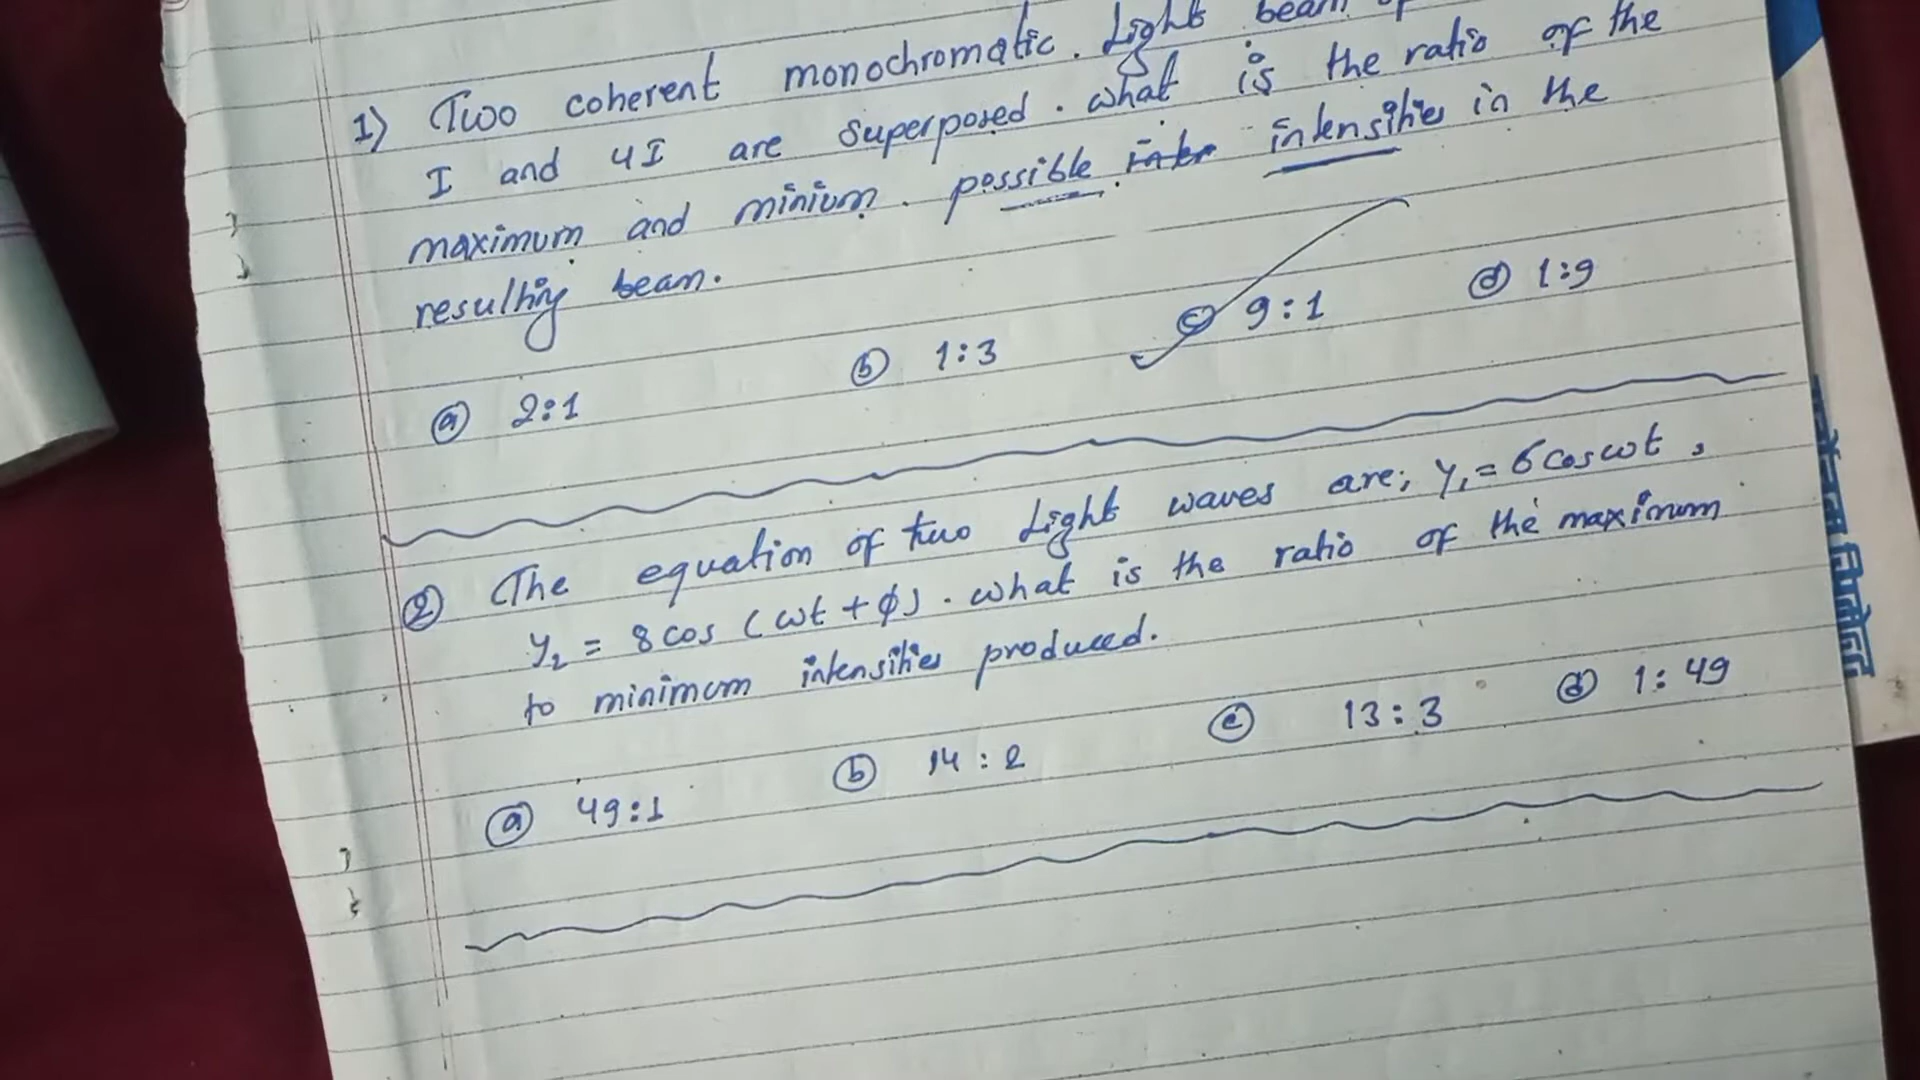 1) Two coherent monochromatic. Light beam of
I and 4I are superposed. what is the ratio of the
maximum and minium. possible intensities in the
resulting beam.
(a) 2:1 (b) 1:3 (c) 9:1 (d) 1:9
(2) The equation of two Light waves are; y₁ = 6 cos ωt,
y₂ = 8 cos (ωt + ϕ). what is the ratio of the maximum
to minimum intensities produced.
(a) 49:1 (b) 14:2 (c) 13:3 (d) 1:49